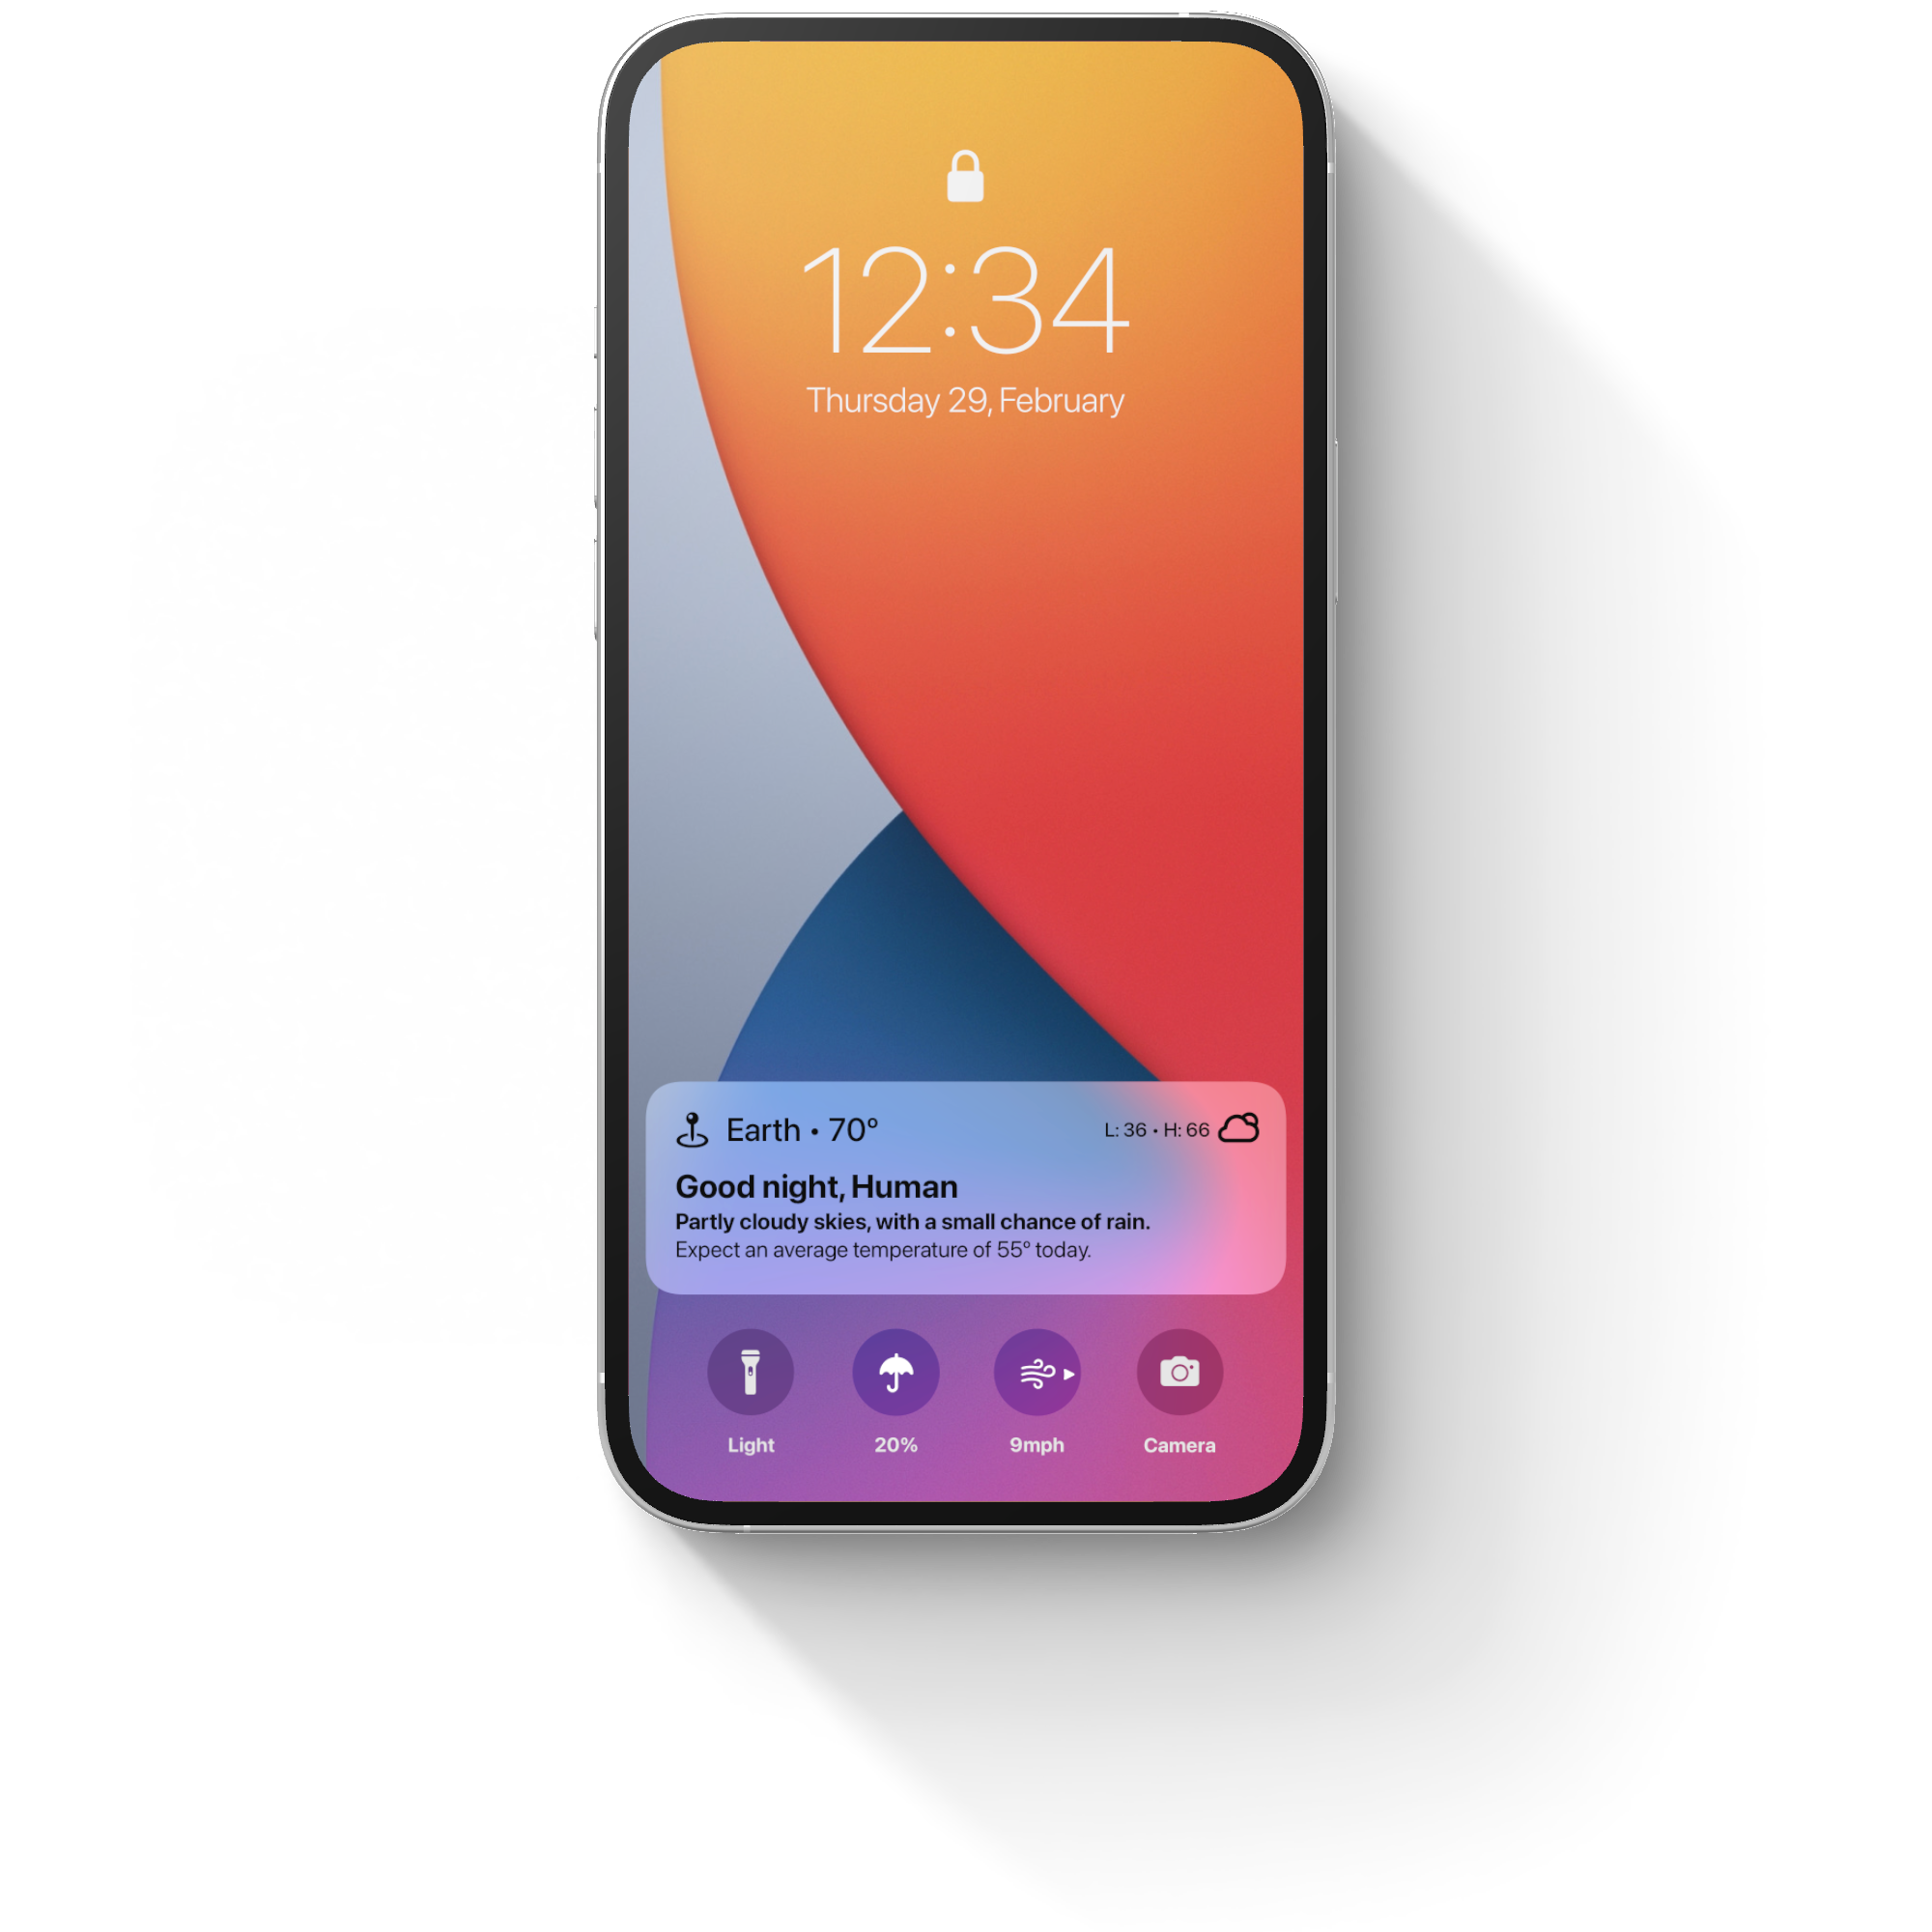 12:34
Thursday 29, February
Earth • 70°
L: 36 • H: 66
Good night, Human
Partly cloudy skies, with a small chance of rain.
Expect an average temperature of 55° today.
Light
20%
9mph
Camera